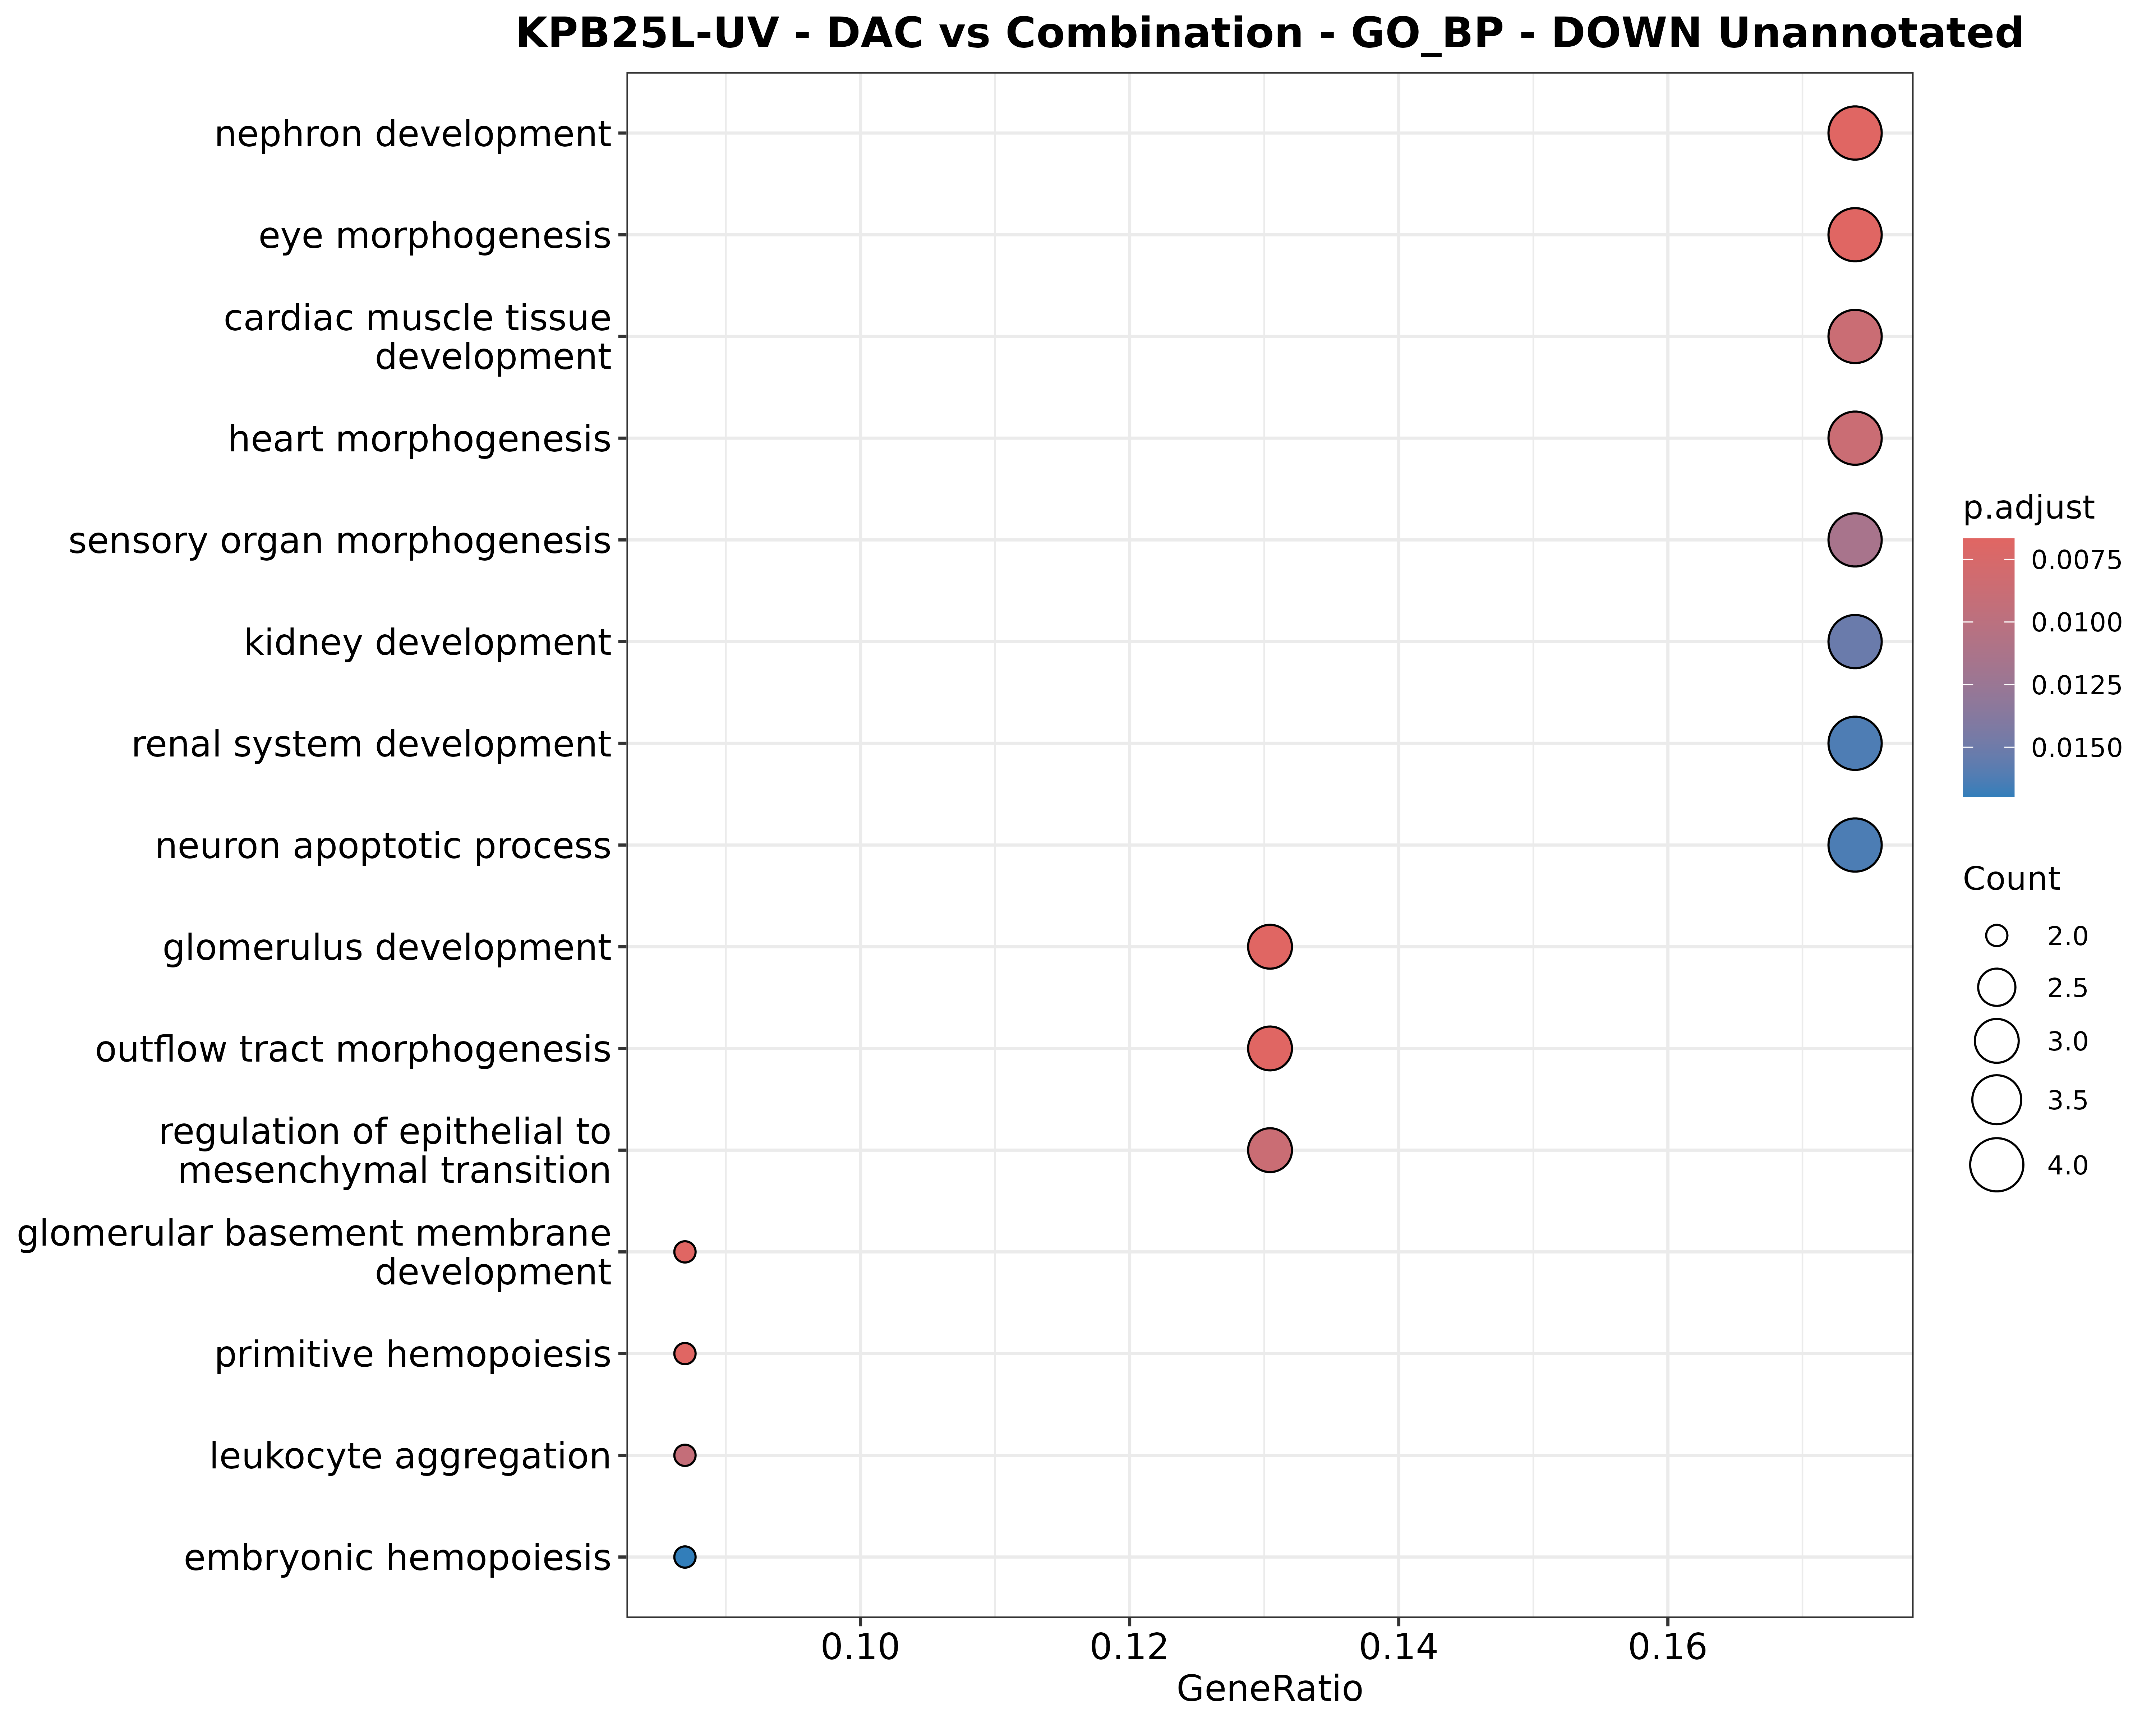 KPB25L-UV - DAC vs Combination - GO_BP - DOWN Unannotated
nephron development
eye morphogenesis
cardiac muscle tissue
development
heart morphogenesis
sensory organ morphogenesis
kidney development
renal system development
neuron apoptotic process
glomerulus development
outflow tract morphogenesis
regulation of epithelial to
mesenchymal transition
glomerular basement membrane
development
primitive hemopoiesis
leukocyte aggregation
embryonic hemopoiesis
0.10
0.12
0.14
0.16
GeneRatio
p.adjust
0.0075
0.0100
0.0125
0.0150
Count
2.0
2.5
3.0
3.5
4.0